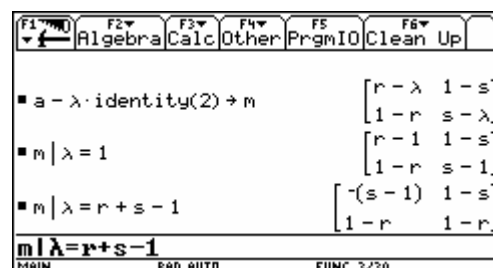 F1 F2 F3 F4 F5 F6
Algebra Calc Other PrgmIO Clean Up
▪ a − λ·identity(2) → m [r − λ 1 − s]
[1 − r s − λ]
▪ m | λ = 1 [r − 1 1 − s]
[1 − r s − 1]
▪ m | λ = r + s − 1 [⁻(s − 1) 1 − s]
[1 − r 1 − r]
m|λ=r+s−1
MAIN RAD AUTO FUNC 3/30